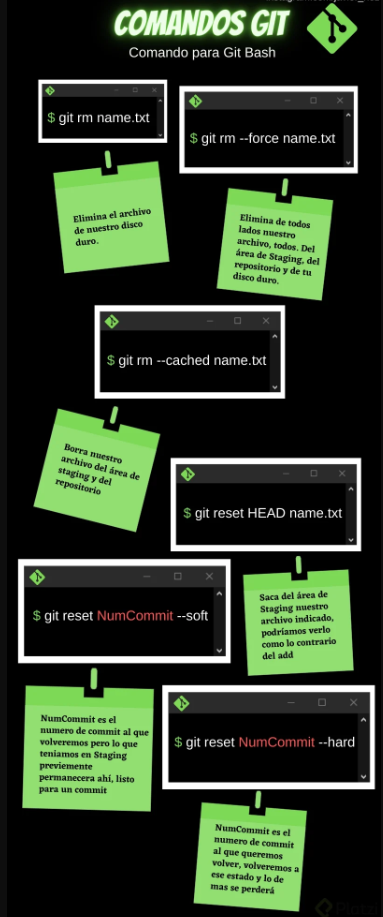 COMANDOS GIT
Comando para Git Bash
$ git rm name.txt
$ git rm --force name.txt
Elimina el archivo
de nuestro disco
duro.
Elimina de todos
lados nuestro
archivo, todos. Del
área de Staging, del
repositorio y de tu
disco duro.
$ git rm --cached name.txt
Borra nuestro
archivo del área de
staging y del
repositorio
$ git reset HEAD name.txt
$ git reset NumCommit --soft
Saca del área de
Staging nuestro
archivo indicado,
podríamos verlo
como lo contrario
del add
NumCommit es el
numero de commit al que
volveremos pero lo que
teniamos en Staging
previemente
permanecera ahí, listo
para un commit
$ git reset NumCommit --hard
NumCommit es el
numero de commit
al que queremos
volver, volveremos a
ese estado y lo de
mas se perderá